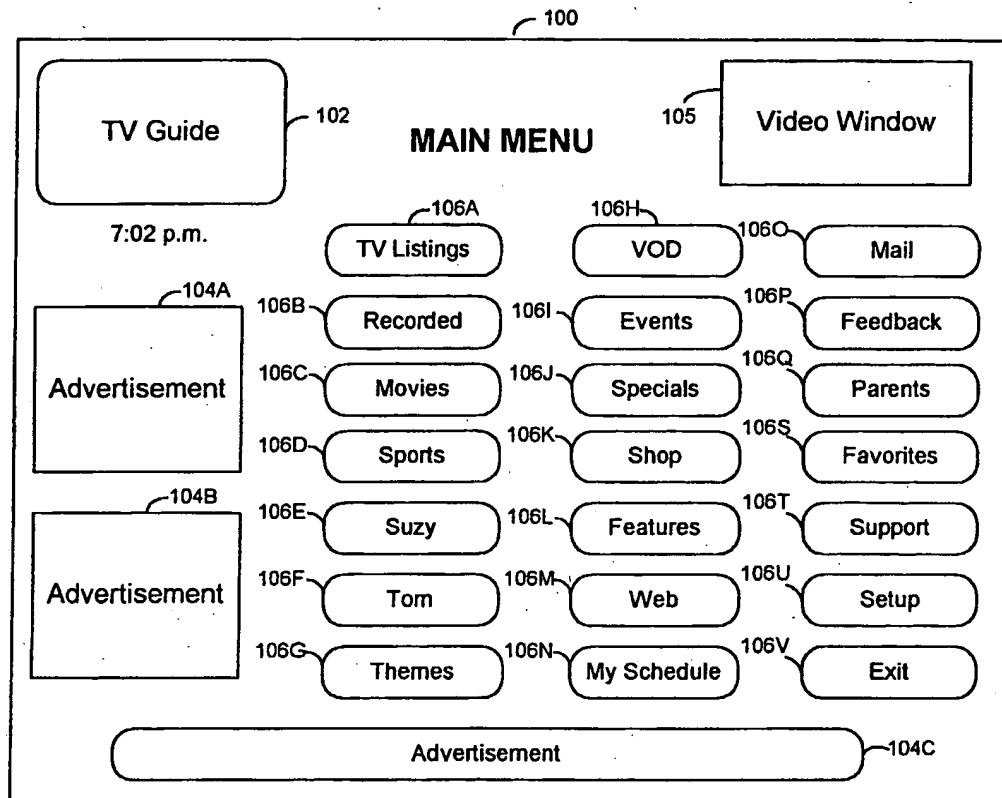 100
TV Guide
102
MAIN MENU
105
Video Window
7:02 p.m.
106A
TV Listings
106H
VOD
106O
Mail
104A
Advertisement
106B
Recorded
106I
Events
106P
Feedback
106C
Movies
106J
Specials
106Q
Parents
106D
Sports
106K
Shop
106S
Favorites
104B
Advertisement
106E
Suzy
106L
Features
106T
Support
106F
Tom
106M
Web
106U
Setup
106G
Themes
106N
My Schedule
106V
Exit
Advertisement
104C